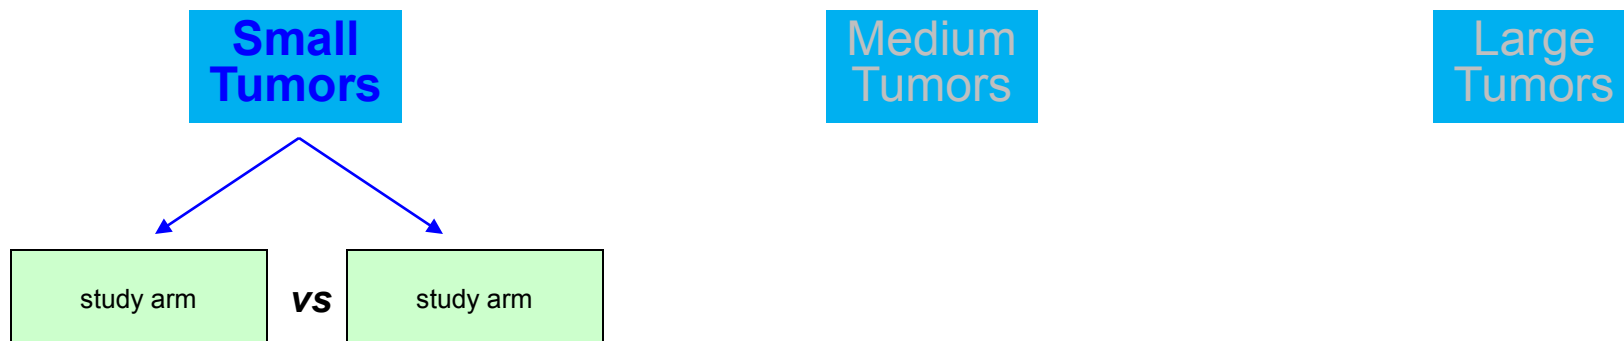 Small
Tumors
Medium
Tumors
Large
Tumors
study arm
vs
study arm